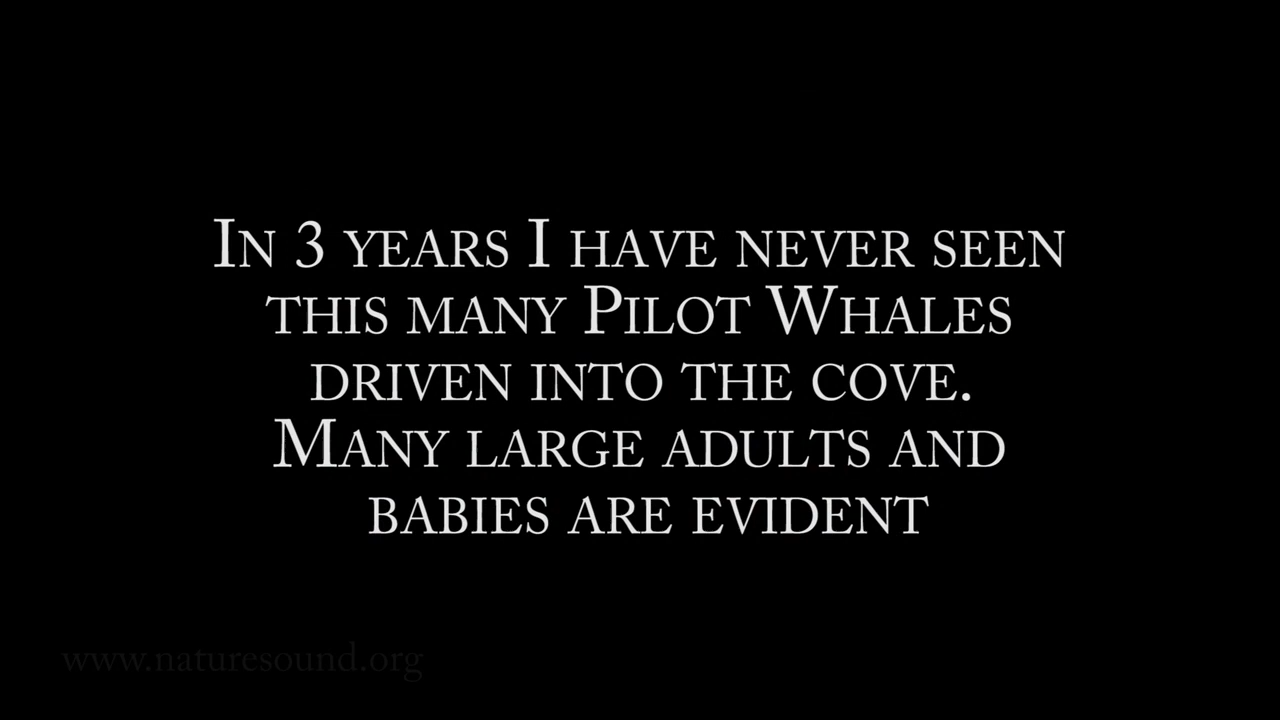 In 3 years I have never seen
this many Pilot Whales
driven into the cove.
Many large adults and
babies are evident
www.naturesound.org